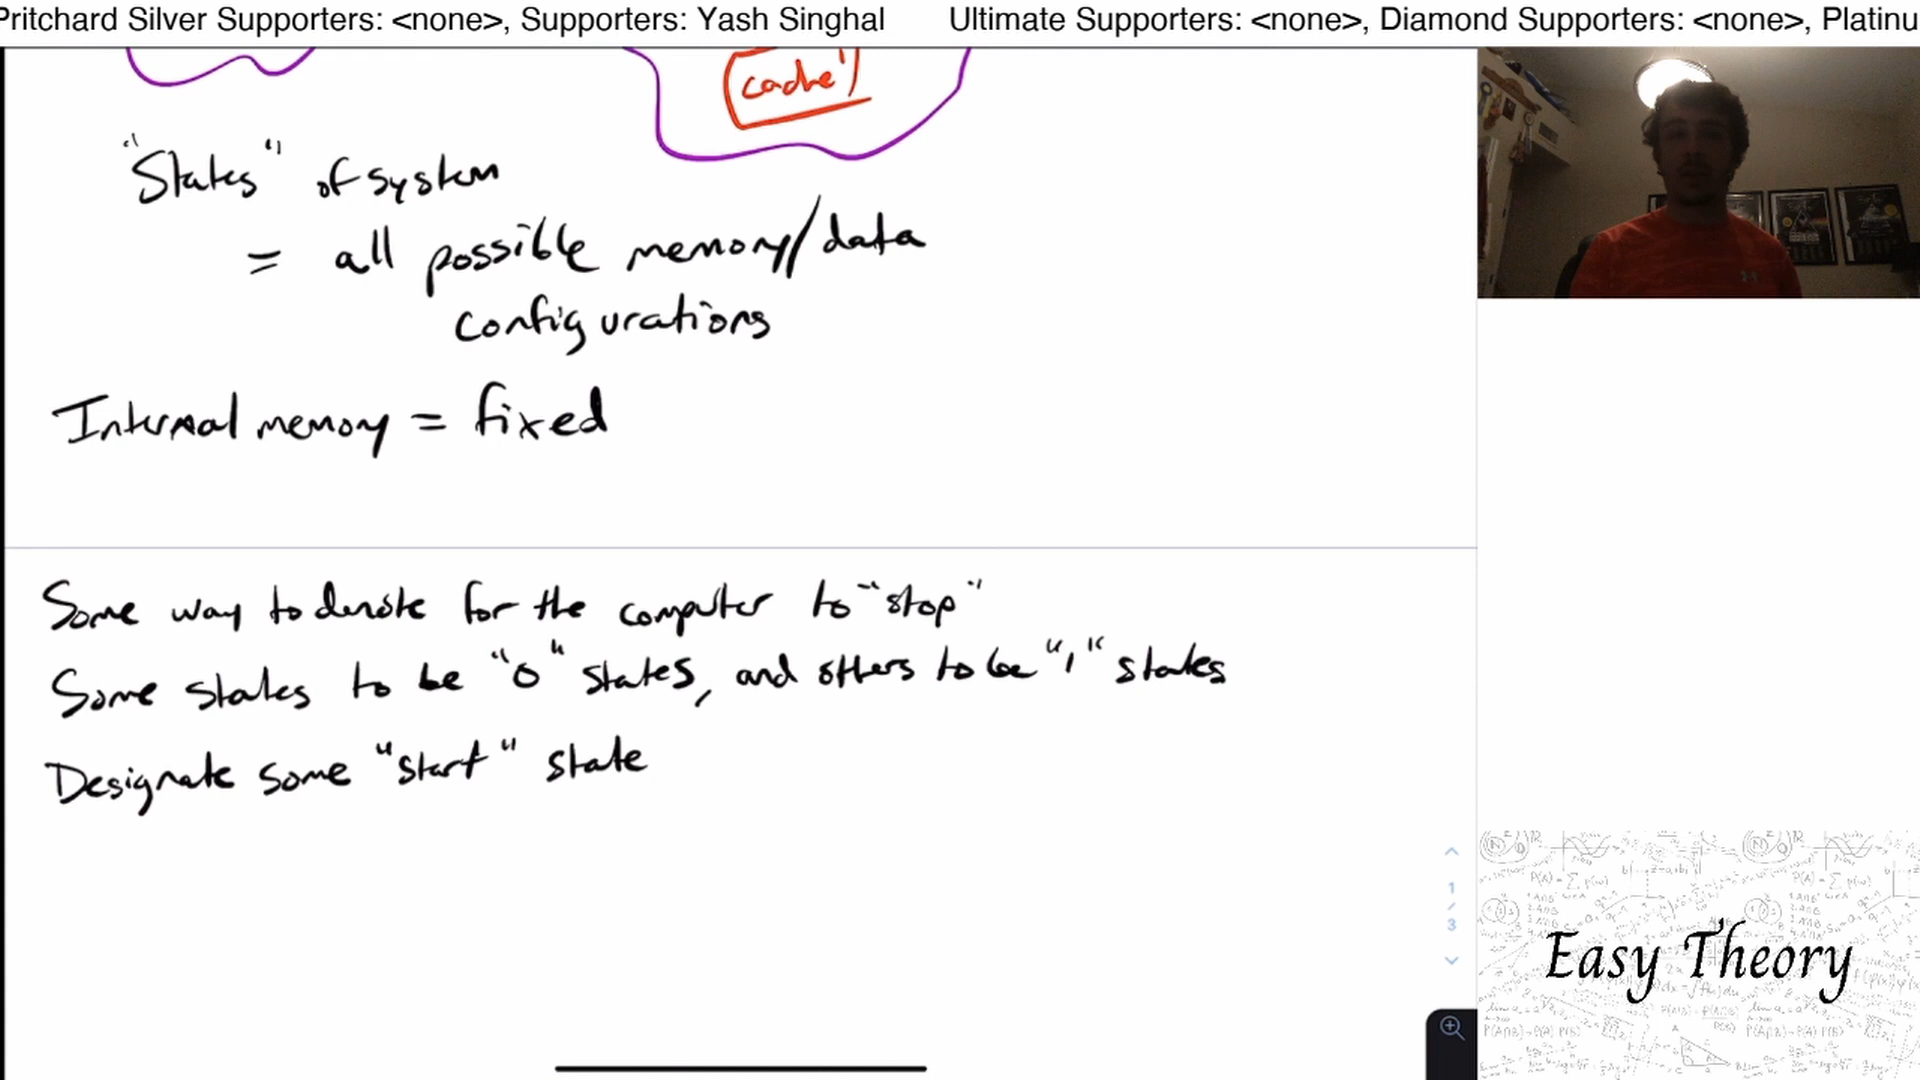 Pritchard Silver Supporters: <none>, Supporters: Yash Singhal Ultimate Supporters: <none>, Diamond Supporters: <none>, Platinu
cache
"States" of system
= all possible memory/data
configurations
Internal memory = fixed
Some way to denote for the computer to "stop"
Some states to be "0" states, and others to be "1" states
Designate some "start" state
1
/
3
Easy Theory